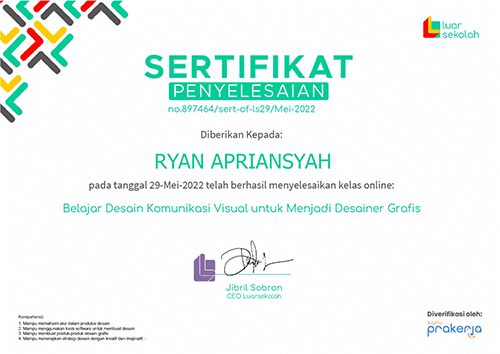 luar
sekolah
SERTIFIKAT
PENYELESAIAN
no.897464/sert-of-ls29/Mei-2022
Diberikan Kepada:
RYAN APRIANSYAH
pada tanggal 29-Mei-2022 telah berhasil menyelesaikan kelas online:
Belajar Desain Komunikasi Visual untuk Menjadi Desainer Grafis
Jibril Sobron
CEO Luarsekolah
Kompetensi:
1. Mampu memahami alur dalam produksi desain
2. Mampu menggunakan tools software untuk membuat desain
3. Mampu membuat produk-produk desain grafis
4. Mampu menerapkan strategi desain dengan kreatif dan imajinatif.
Diverifikasi oleh:
kartu
prakerja